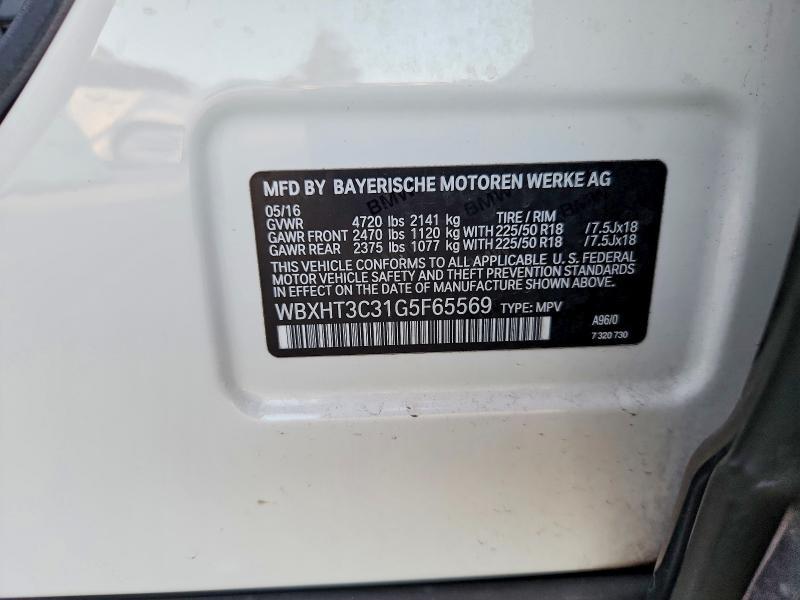 MFD BY BAYERISCHE MOTOREN WERKE AG
05/16
GVWR 4720 lbs 2141 kg TIRE / RIM
GAWR FRONT 2470 lbs 1120 kg WITH 225/50 R18 /7.5Jx18
GAWR REAR 2375 lbs 1077 kg WITH 225/50 R18 /7.5Jx18
THIS VEHICLE CONFORMS TO ALL APPLICABLE U. S. FEDERAL
MOTOR VEHICLE SAFETY AND THEFT PREVENTION STANDARDS
IN EFFECT ON THE DATE OF MANUFACTURE SHOWN ABOVE.
WBXHT3C31G5F65569 TYPE: MPV
A96/0
7 320 730